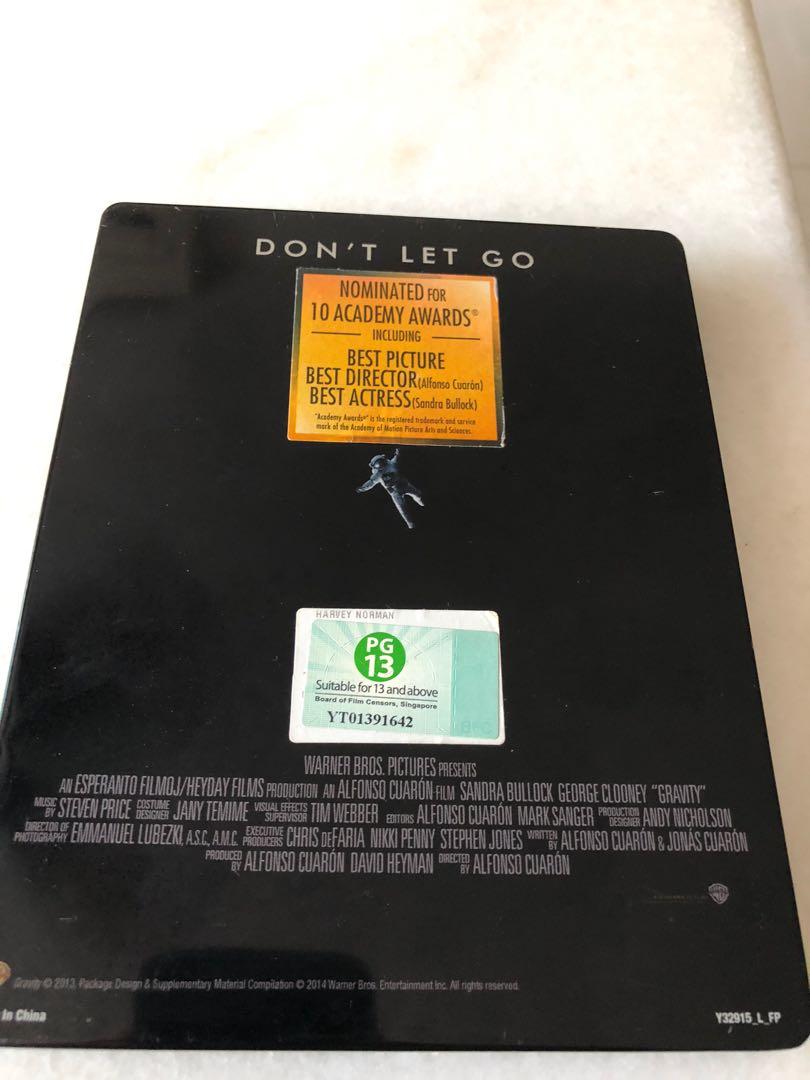 DON'T LET GO
NOMINATED FOR
10 ACADEMY AWARDS®
INCLUDING
BEST PICTURE
BEST DIRECTOR (Alfonso Cuarón)
BEST ACTRESS (Sandra Bullock)
"Academy Awards®" is the registered trademark and service
mark of the Academy of Motion Picture Arts and Sciences.
HARVEY NORMAN
PG
13
Suitable for 13 and above
Board of Film Censors, Singapore
YT01391642
WARNER BROS. PICTURES PRESENTS
AN ESPERANTO FILMOJ/HEYDAY FILMS PRODUCTION AN ALFONSO CUARÓN FILM SANDRA BULLOCK GEORGE CLOONEY "GRAVITY"
MUSIC BY STEVEN PRICE COSTUME DESIGNER JANY TEMIME VISUAL EFFECTS SUPERVISOR TIM WEBBER EDITORS ALFONSO CUARÓN MARK SANGER PRODUCTION DESIGNER ANDY NICHOLSON
DIRECTOR OF PHOTOGRAPHY EMMANUEL LUBEZKI, A.S.C., A.M.C. EXECUTIVE PRODUCERS CHRIS DeFARIA NIKKI PENNY STEPHEN JONES WRITTEN BY ALFONSO CUARÓN & JONÁS CUARÓN
PRODUCED BY ALFONSO CUARÓN DAVID HEYMAN DIRECTED BY ALFONSO CUARÓN
Gravity © 2013. Package Design & Supplementary Material Compilation © 2014 Warner Bros. Entertainment Inc. All rights reserved.
in China
Y32915_L_FP